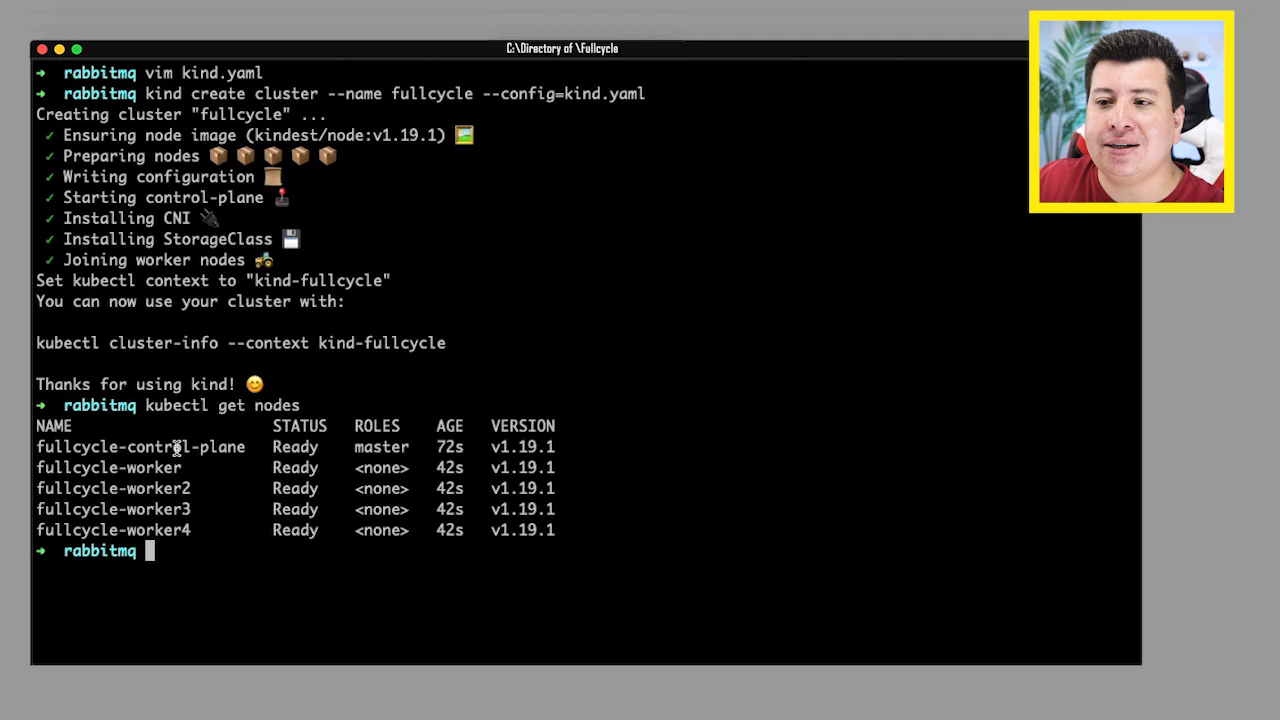 C:\Directory of \Fullcycle
➜ rabbitmq vim kind.yaml
➜ rabbitmq kind create cluster --name fullcycle --config=kind.yaml
Creating cluster "fullcycle" ...
✓ Ensuring node image (kindest/node:v1.19.1) 🖼
✓ Preparing nodes 📦 📦 📦 📦 📦
✓ Writing configuration 📜
✓ Starting control-plane 🕹
✓ Installing CNI 🔌
✓ Installing StorageClass 💾
✓ Joining worker nodes 🚜
Set kubectl context to "kind-fullcycle"
You can now use your cluster with:
kubectl cluster-info --context kind-fullcycle
Thanks for using kind! 😊
➜ rabbitmq kubectl get nodes
NAME STATUS ROLES AGE VERSION
fullcycle-control-plane Ready master 72s v1.19.1
fullcycle-worker Ready <none> 42s v1.19.1
fullcycle-worker2 Ready <none> 42s v1.19.1
fullcycle-worker3 Ready <none> 42s v1.19.1
fullcycle-worker4 Ready <none> 42s v1.19.1
➜ rabbitmq